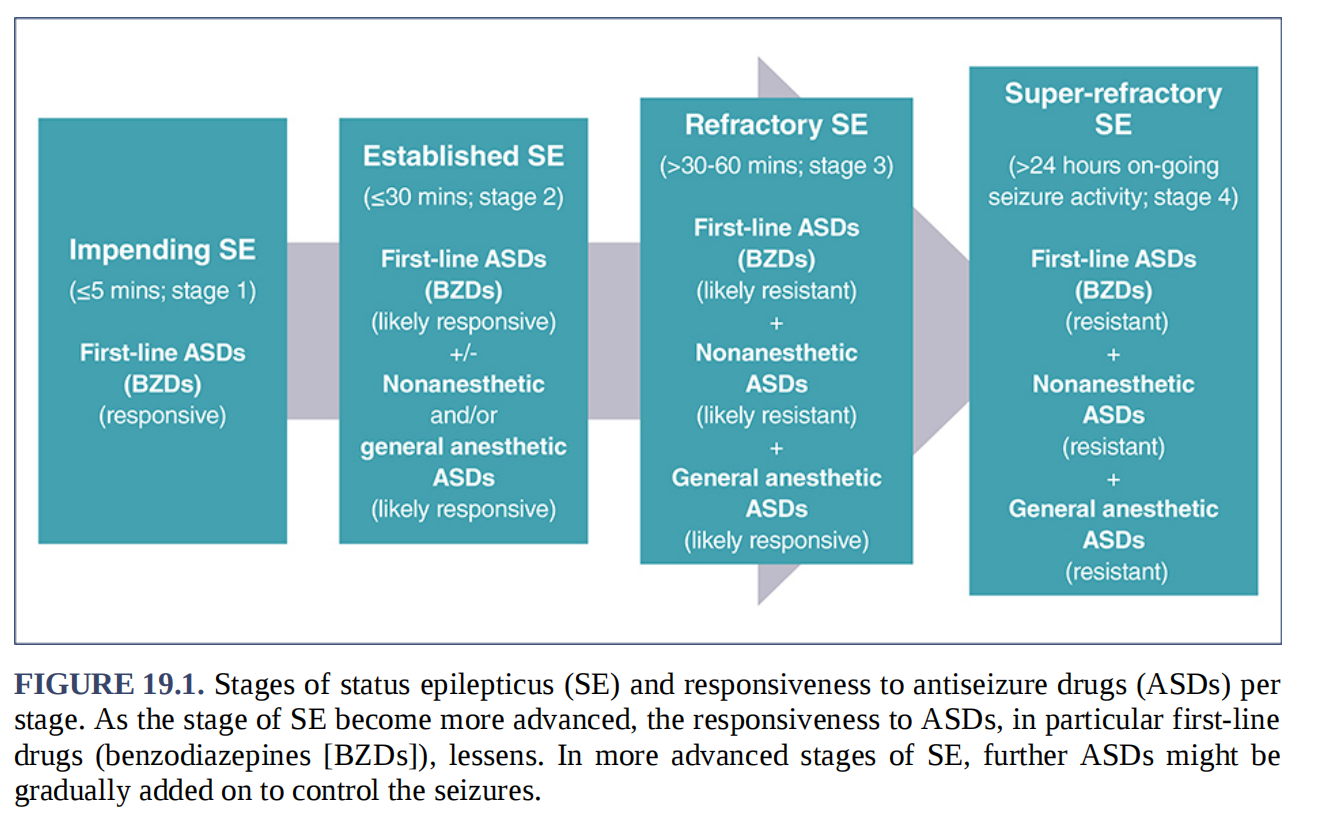 Impending SE
(≤5 mins; stage 1)
First-line ASDs
(BZDs)
(responsive)
Established SE
(≤30 mins; stage 2)
First-line ASDs
(BZDs)
(likely responsive)
+/-
Nonanesthetic
and/or
general anesthetic
ASDs
(likely responsive)
Refractory SE
(>30-60 mins; stage 3)
First-line ASDs
(BZDs)
(likely resistant)
+
Nonanesthetic
ASDs
(likely resistant)
+
General anesthetic
ASDs
(likely responsive)
Super-refractory
SE
(>24 hours on-going
seizure activity; stage 4)
First-line ASDs
(BZDs)
(resistant)
+
Nonanesthetic
ASDs
(resistant)
+
General anesthetic
ASDs
(resistant)
FIGURE 19.1. Stages of status epilepticus (SE) and responsiveness to antiseizure drugs (ASDs) per
stage. As the stage of SE become more advanced, the responsiveness to ASDs, in particular first-line
drugs (benzodiazepines [BZDs]), lessens. In more advanced stages of SE, further ASDs might be
gradually added on to control the seizures.